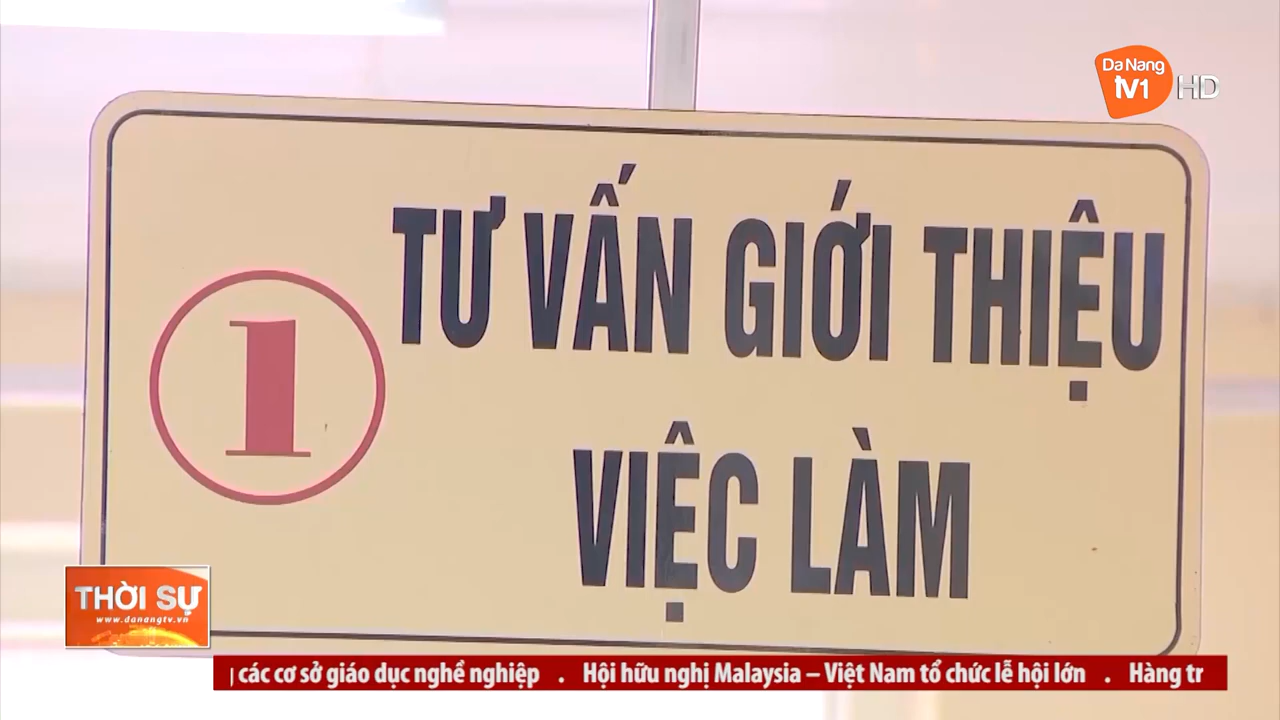 Da Nang
TV1 HD
TƯ VẤN GIỚI THIỆU
1
VIỆC LÀM
THỜI SỰ
www.danangtv.vn
các cơ sở giáo dục nghề nghiệp . Hội hữu nghị Malaysia – Việt Nam tổ chức lễ hội lớn . Hàng